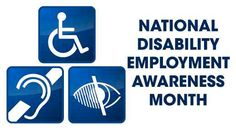 NATIONAL
DISABILITY
EMPLOYMENT
AWARENESS
MONTH